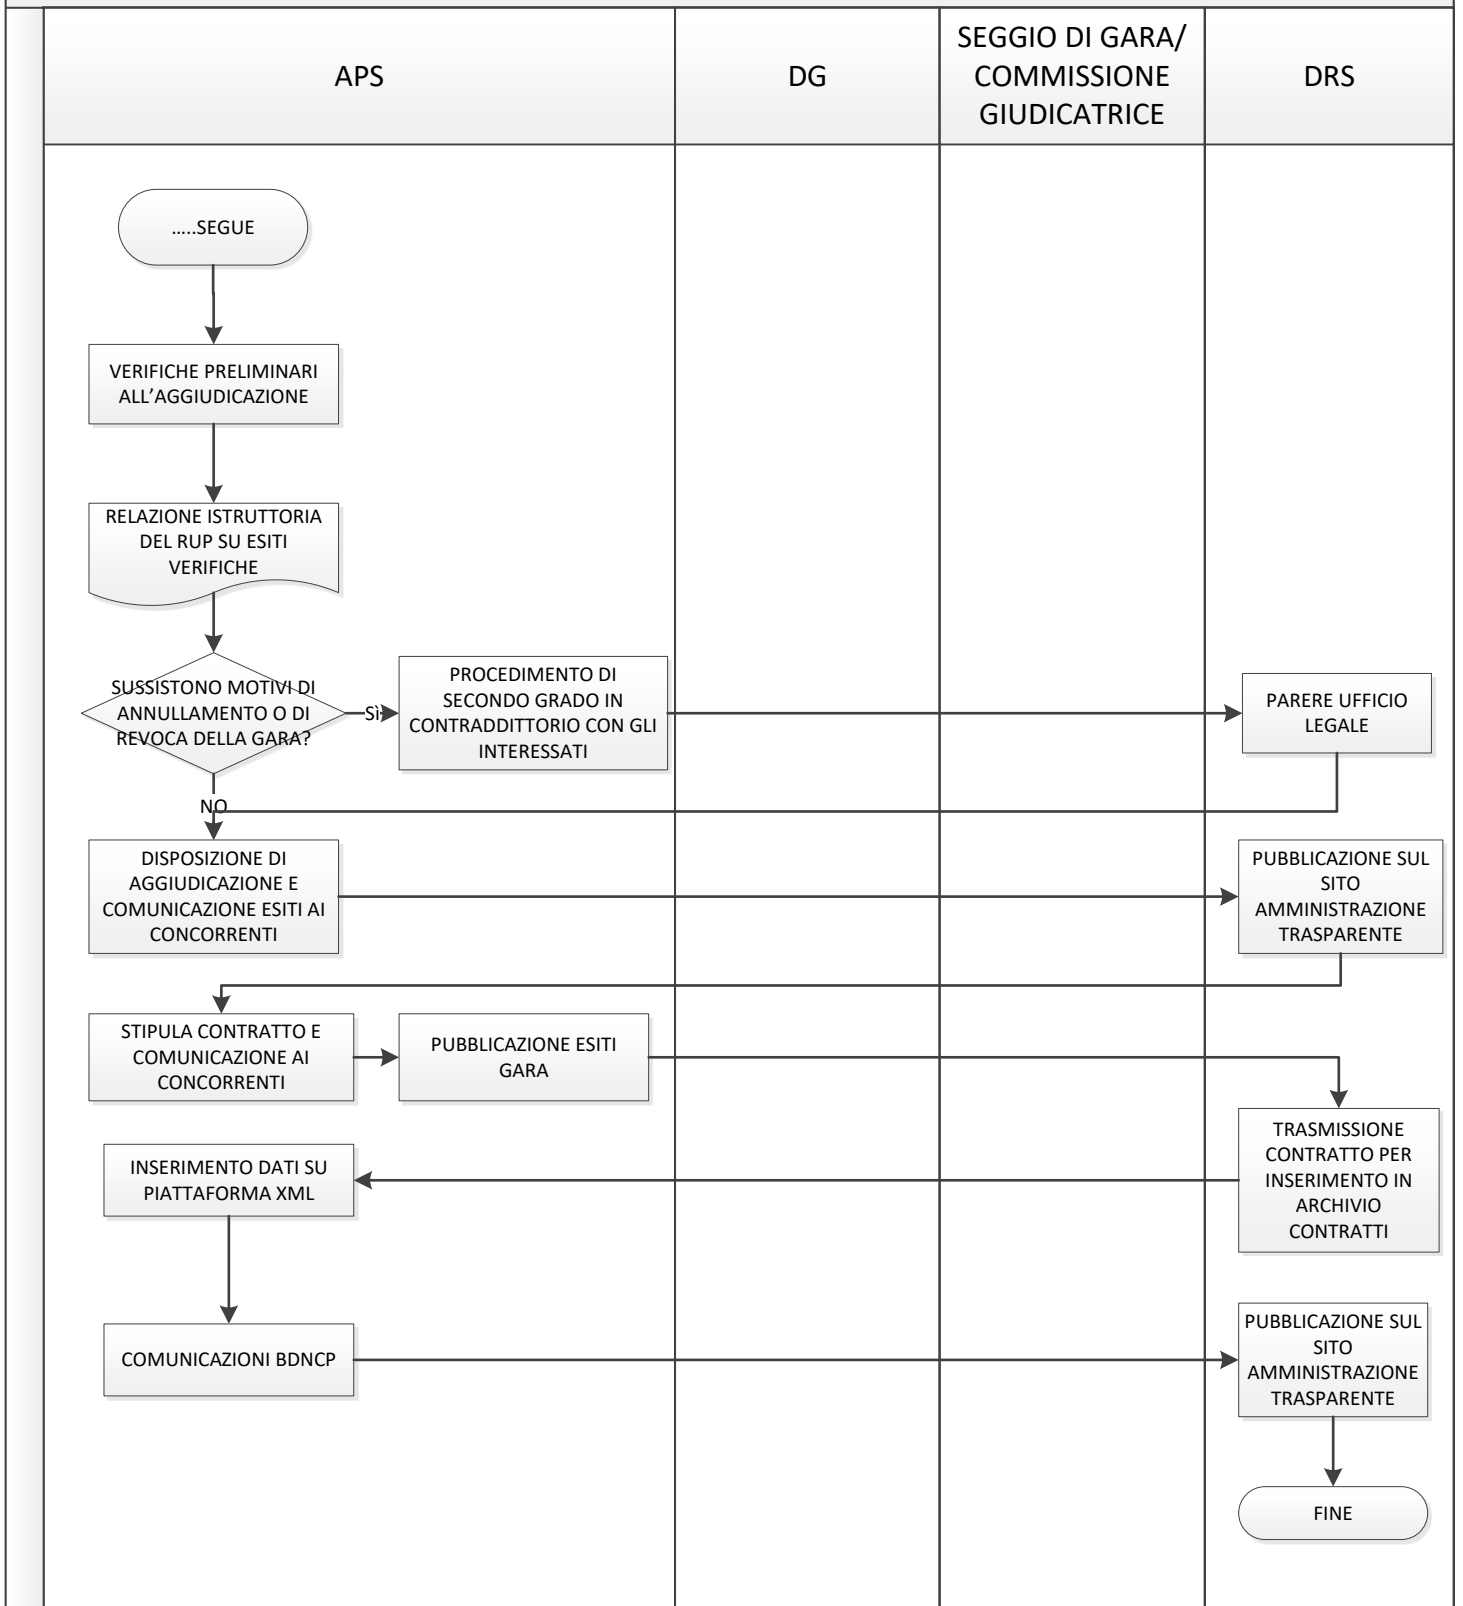 APS
DG
SEGGIO DI GARA/
COMMISSIONE
GIUDICATRICE
DRS
…..SEGUE
VERIFICHE PRELIMINARI
ALL’AGGIUDICAZIONE
RELAZIONE ISTRUTTORIA
DEL RUP SU ESITI
VERIFICHE
SUSSISTONO MOTIVI DI
ANNULLAMENTO O DI
REVOCA DELLA GARA?
Sì
PROCEDIMENTO DI
SECONDO GRADO IN
CONTRADDITTORIO CON GLI
INTERESSATI
PARERE UFFICIO
LEGALE
NO
DISPOSIZIONE DI
AGGIUDICAZIONE E
COMUNICAZIONE ESITI AI
CONCORRENTI
PUBBLICAZIONE SUL
SITO
AMMINISTRAZIONE
TRASPARENTE
STIPULA CONTRATTO E
COMUNICAZIONE AI
CONCORRENTI
PUBBLICAZIONE ESITI
GARA
TRASMISSIONE
CONTRATTO PER
INSERIMENTO IN
ARCHIVIO
CONTRATTI
INSERIMENTO DATI SU
PIATTAFORMA XML
COMUNICAZIONI BDNCP
PUBBLICAZIONE SUL
SITO
AMMINISTRAZIONE
TRASPARENTE
FINE